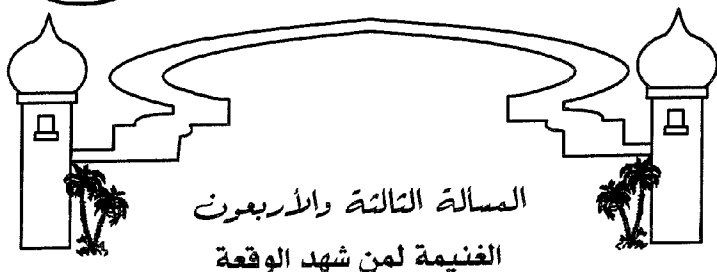 المسألة الثالثة والأربعون
الغنيمة لمن شهد الوقعة